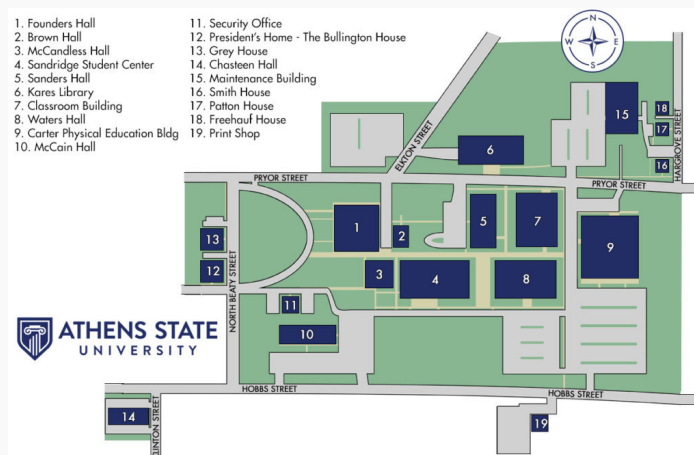 1. Founders Hall
2. Brown Hall
3. McCandless Hall
4. Sandridge Student Center
5. Sanders Hall
6. Kares Library
7. Classroom Building
8. Waters Hall
9. Carter Physical Education Bldg
10. McCain Hall
11. Security Office
12. President's Home - The Bullington House
13. Grey House
14. Chasteen Hall
15. Maintenance Building
16. Smith House
17. Patton House
18. Freehauf House
19. Print Shop
N
W E
S
ELKTON STREET
HARGROVE STREET
15
18
17
6
16
PRYOR STREET
PRYOR STREET
1
2
5
7
13
9
12
3
4
8
NORTH BEATY STREET
11
10
ATHENS STATE
UNIVERSITY
HOBBS STREET
HOBBS STREET
14
CLINTON STREET
19